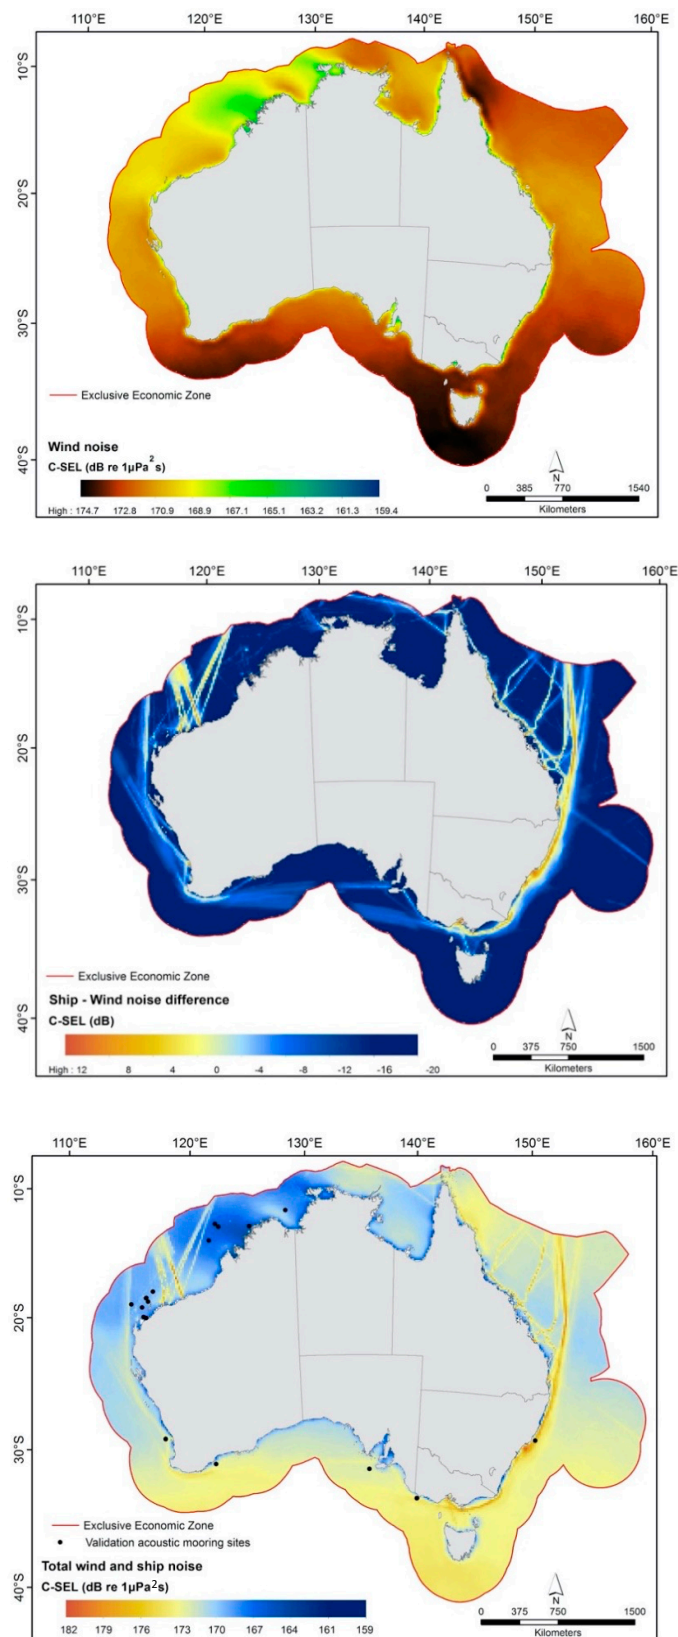 110°E 120°E 130°E 140°E 150°E 160°E
10°S
20°S
30°S
40°S
Exclusive Economic Zone
Wind noise
C-SEL (dB re 1µPa²s)
High : 174.7 172.8 170.9 168.9 167.1 165.1 163.2 161.3 159.4
N
0 385 770 1540
Kilometers
110°E 120°E 130°E 140°E 150°E 160°E
10°S
20°S
30°S
40°S
Exclusive Economic Zone
Ship - Wind noise difference
C-SEL (dB)
High : 12 8 4 0 -4 -8 -12 -16 -20
N
0 375 750 1500
Kilometers
110°E 120°E 130°E 140°E 150°E 160°E
10°S
20°S
30°S
40°S
Exclusive Economic Zone
Validation acoustic mooring sites
Total wind and ship noise
C-SEL (dB re 1µPa²s)
182 179 176 173 170 167 164 161 159
N
0 375 750 1500
Kilometers